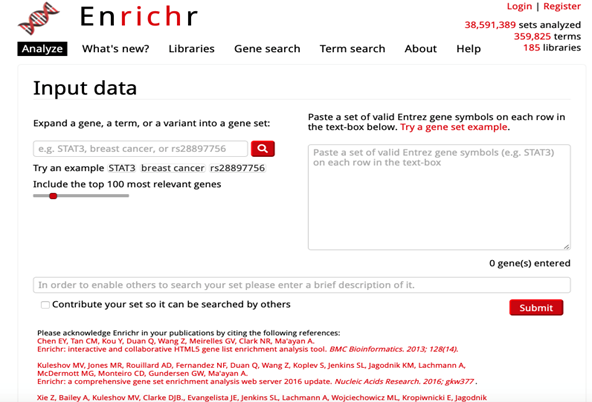 Enrichr
Login | Register
38,591,389 sets analyzed
359,825 terms
185 libraries
Analyze What's new? Libraries Gene search Term search About Help
Input data
Expand a gene, a term, or a variant into a gene set:
e.g. STAT3, breast cancer, or rs28897756
Try an example STAT3 breast cancer rs28897756
Include the top 100 most relevant genes
Paste a set of valid Entrez gene symbols on each row in
the text-box below. Try a gene set example.
Paste a set of valid Entrez gene symbols (e.g. STAT3)
on each row in the text-box
0 gene(s) entered
In order to enable others to search your set please enter a brief description of it.
Contribute your set so it can be searched by others
Submit
Please acknowledge Enrichr in your publications by citing the following references:
Chen EY, Tan CM, Kou Y, Duan Q, Wang Z, Meirelles GV, Clark NR, Ma'ayan A.
Enrichr: interactive and collaborative HTML5 gene list enrichment analysis tool. BMC Bioinformatics. 2013; 128(14).
Kuleshov MV, Jones MR, Rouillard AD, Fernandez NF, Duan Q, Wang Z, Koplev S, Jenkins SL, Jagodnik KM, Lachmann A,
McDermott MG, Monteiro CD, Gundersen GW, Ma'ayan A.
Enrichr: a comprehensive gene set enrichment analysis web server 2016 update. Nucleic Acids Research. 2016; gkw377 .
Xie Z, Bailey A, Kuleshov MV, Clarke DJB., Evangelista JE, Jenkins SL, Lachmann A, Wojciechowicz ML, Kropiwnicki E, Jagodnik